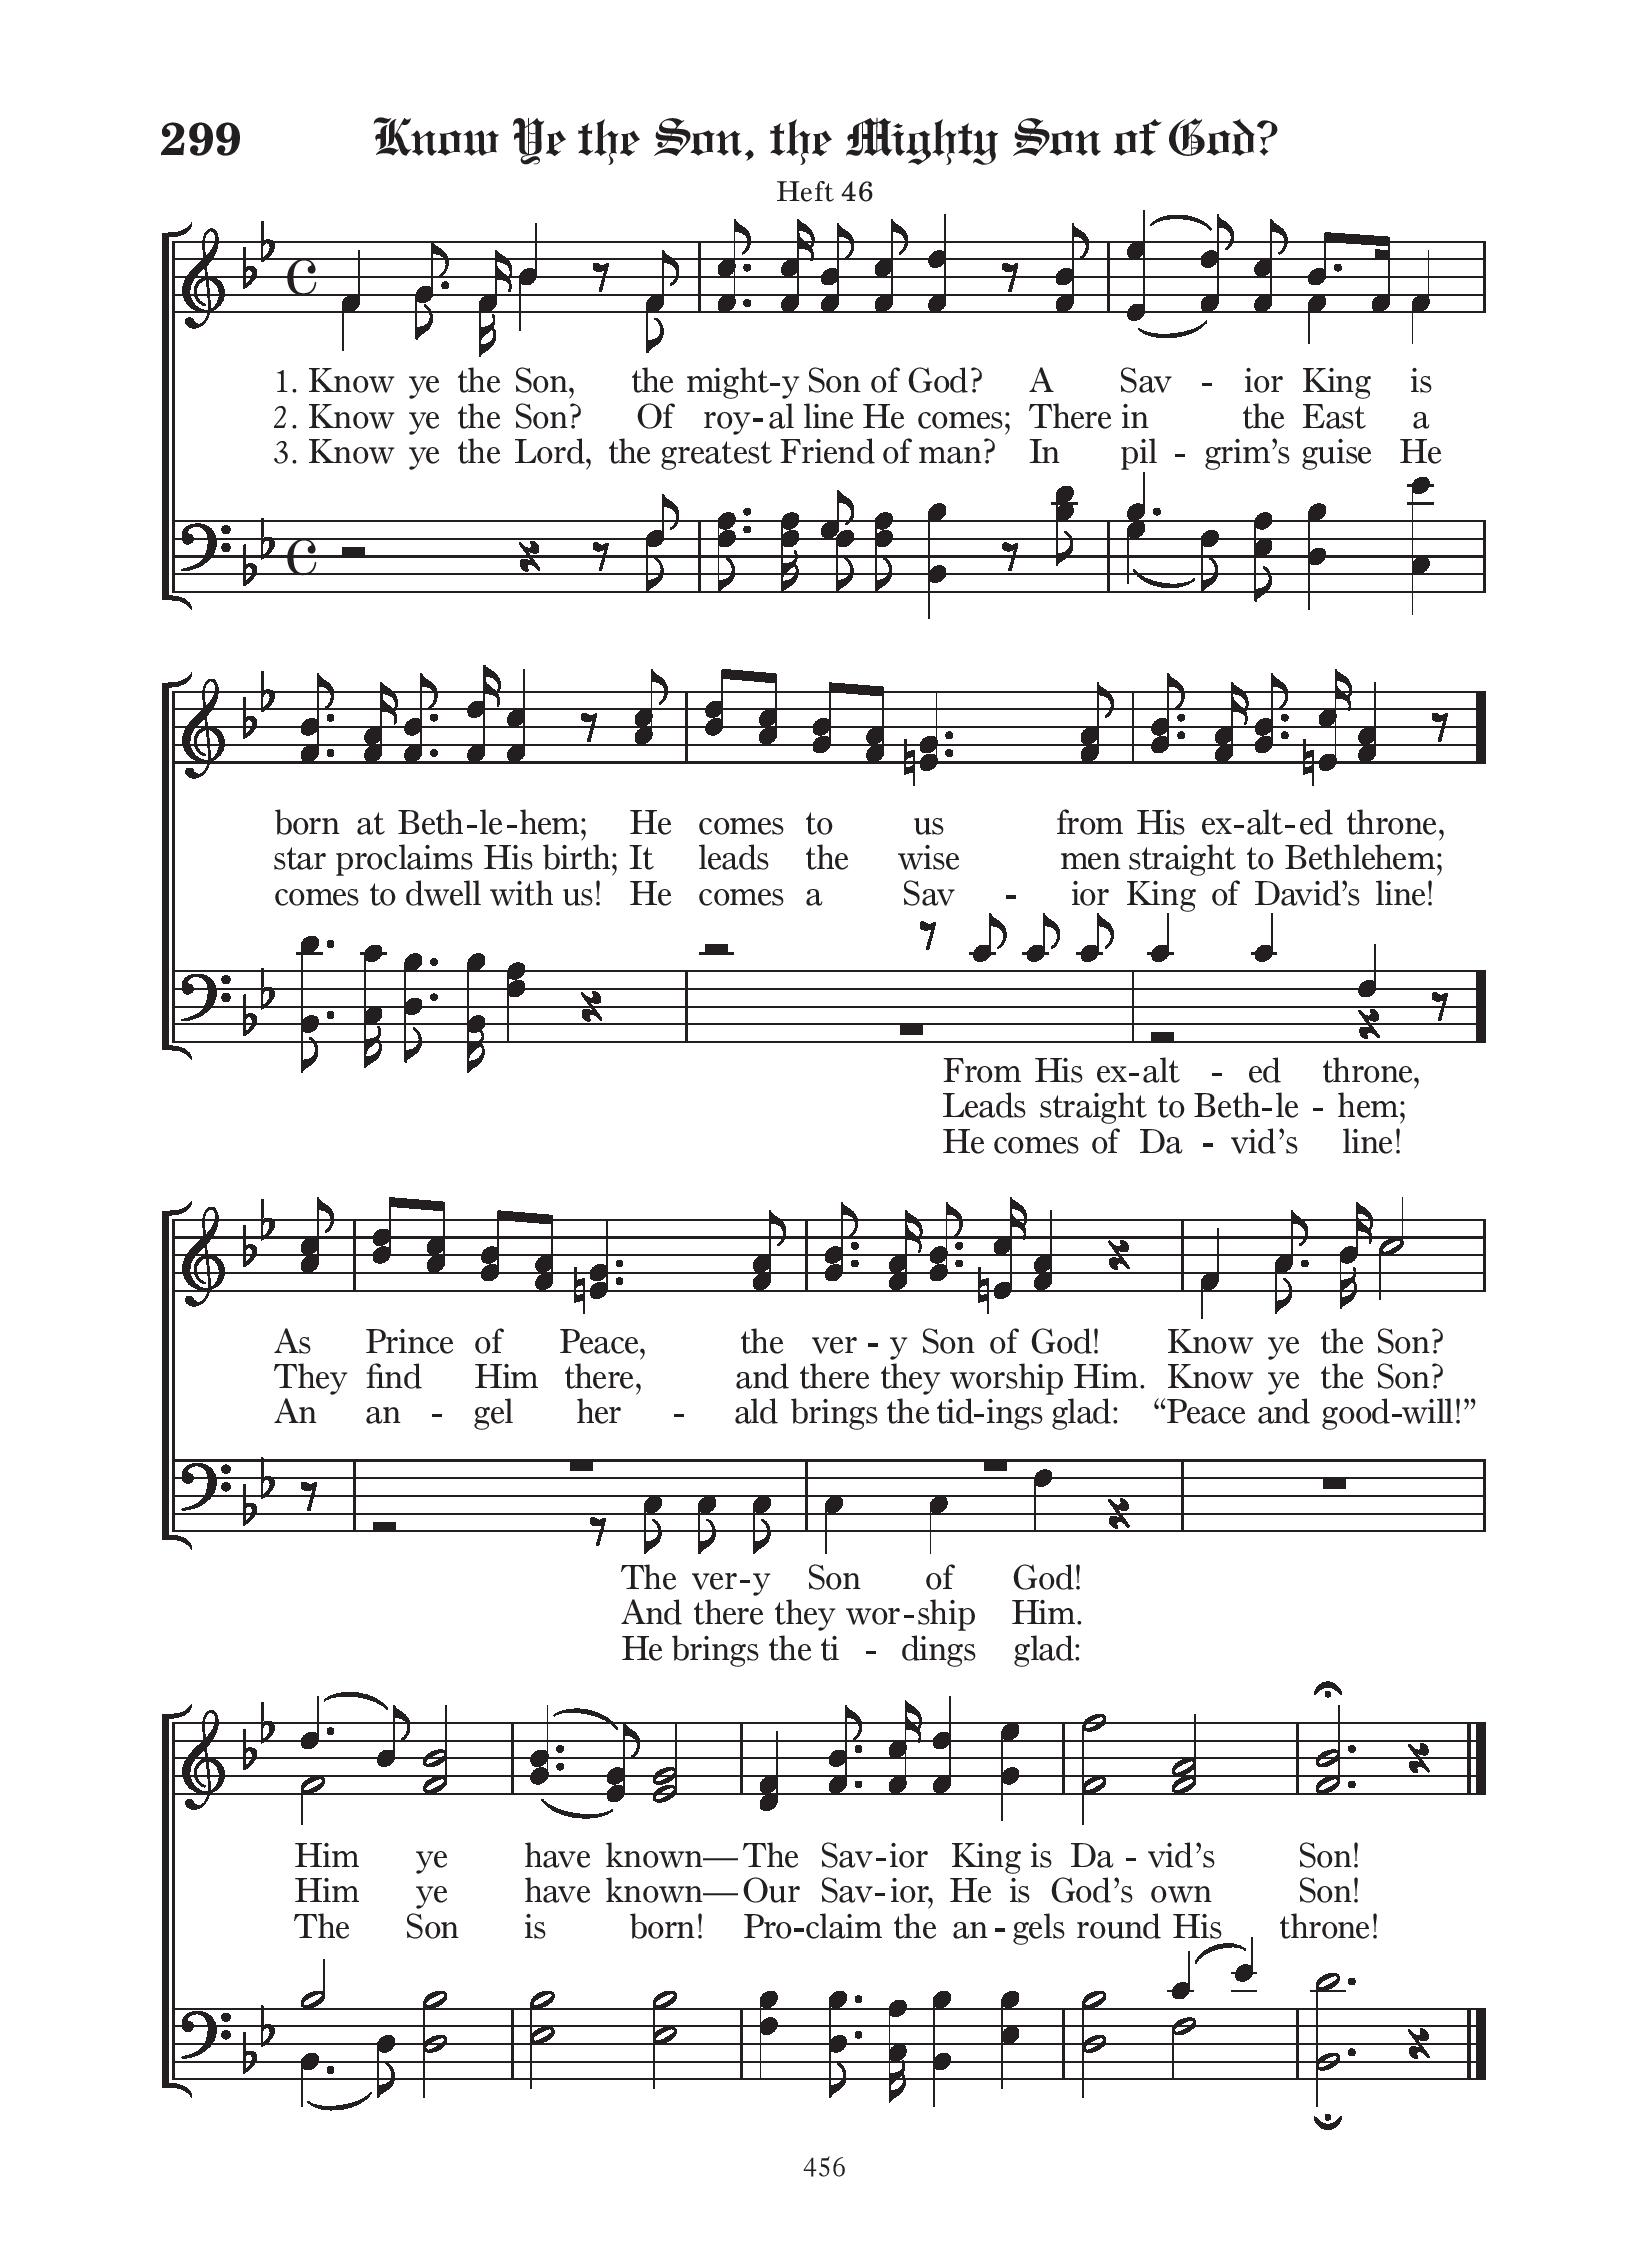 299 Know Ye the Son, the Mighty Son of God?
Heft 46
1. Know ye the Son, the might-y Son of God? A Sav - ior King is
2. Know ye the Son? Of roy-al line He comes; There in the East a
3. Know ye the Lord, the greatest Friend of man? In pil - grim’s guise He
born at Beth-le-hem; He comes to us from His ex-alt-ed throne,
star proclaims His birth; It leads the wise men straight to Bethlehem;
comes to dwell with us! He comes a Sav - ior King of David’s line!
From His ex-alt - ed throne,
Leads straight to Beth-le - hem;
He comes of Da - vid’s line!
As Prince of Peace, the ver - y Son of God! Know ye the Son?
They find Him there, and there they worship Him. Know ye the Son?
An an - gel her - ald brings the tid-ings glad: “Peace and good-will!”
The ver-y Son of God!
And there they wor-ship Him.
He brings the ti - dings glad:
Him ye have known—The Sav-ior King is Da - vid’s Son!
Him ye have known—Our Sav-ior, He is God’s own Son!
The Son is born! Pro-claim the an - gels round His throne!
456